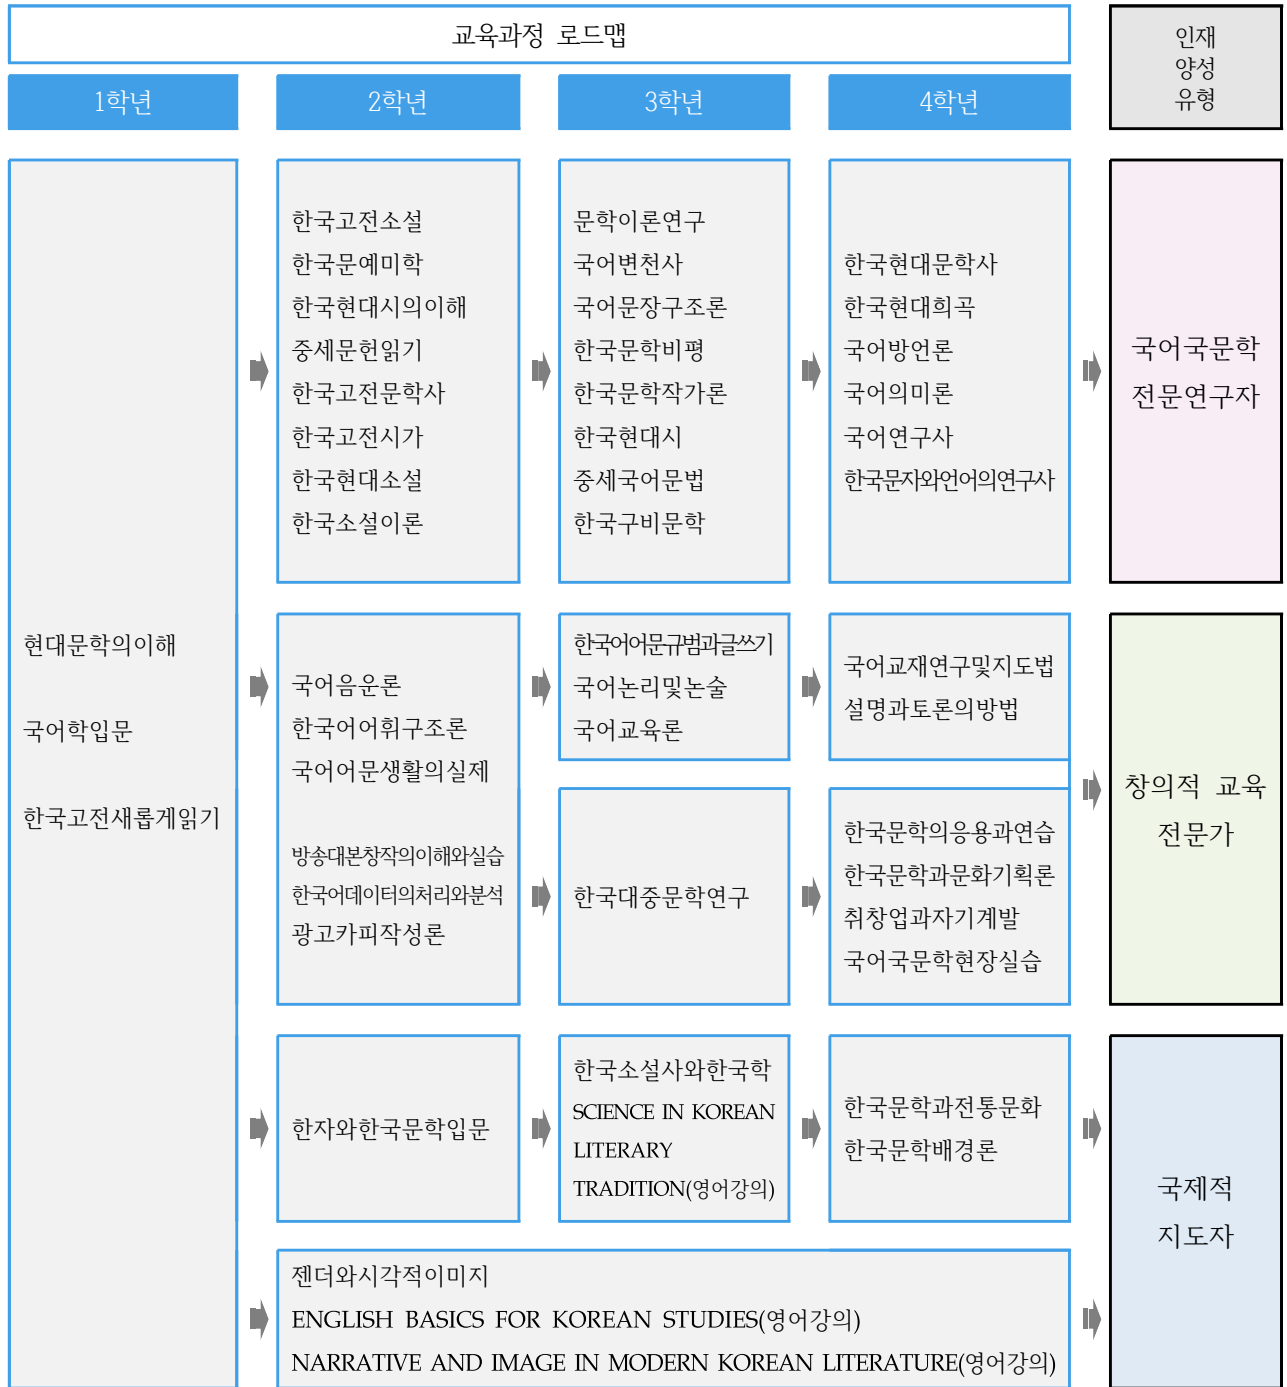 교육과정 로드맵
인재
양성
유형
1학년
2학년
3학년
4학년
현대문학의이해
국어학입문
한국고전새롭게읽기
한국고전소설
한국문예미학
한국현대시의이해
중세문헌읽기
한국고전문학사
한국고전시가
한국현대소설
한국소설이론
문학이론연구
국어변천사
국어문장구조론
한국문학비평
한국문학작가론
한국현대시
중세국어문법
한국구비문학
한국현대문학사
한국현대희곡
국어방언론
국어의미론
국어연구사
한국문자와언어의연구사
국어국문학
전문연구자
국어음운론
한국어어휘구조론
국어어문생활의실제
방송대본창작의이해와실습
한국어데이터의처리와분석
광고카피작성론
한국어어문규범과글쓰기
국어논리및논술
국어교육론
국어교재연구및지도법
설명과토론의방법
한국대중문학연구
한국문학의응용과연습
한국문학과문화기획론
취창업과자기계발
국어국문학현장실습
창의적 교육
전문가
한자와한국문학입문
한국소설사와한국학
SCIENCE IN KOREAN
LITERARY
TRADITION(영어강의)
한국문학과전통문화
한국문학배경론
젠더와시각적이미지
ENGLISH BASICS FOR KOREAN STUDIES(영어강의)
NARRATIVE AND IMAGE IN MODERN KOREAN LITERATURE(영어강의)
국제적
지도자